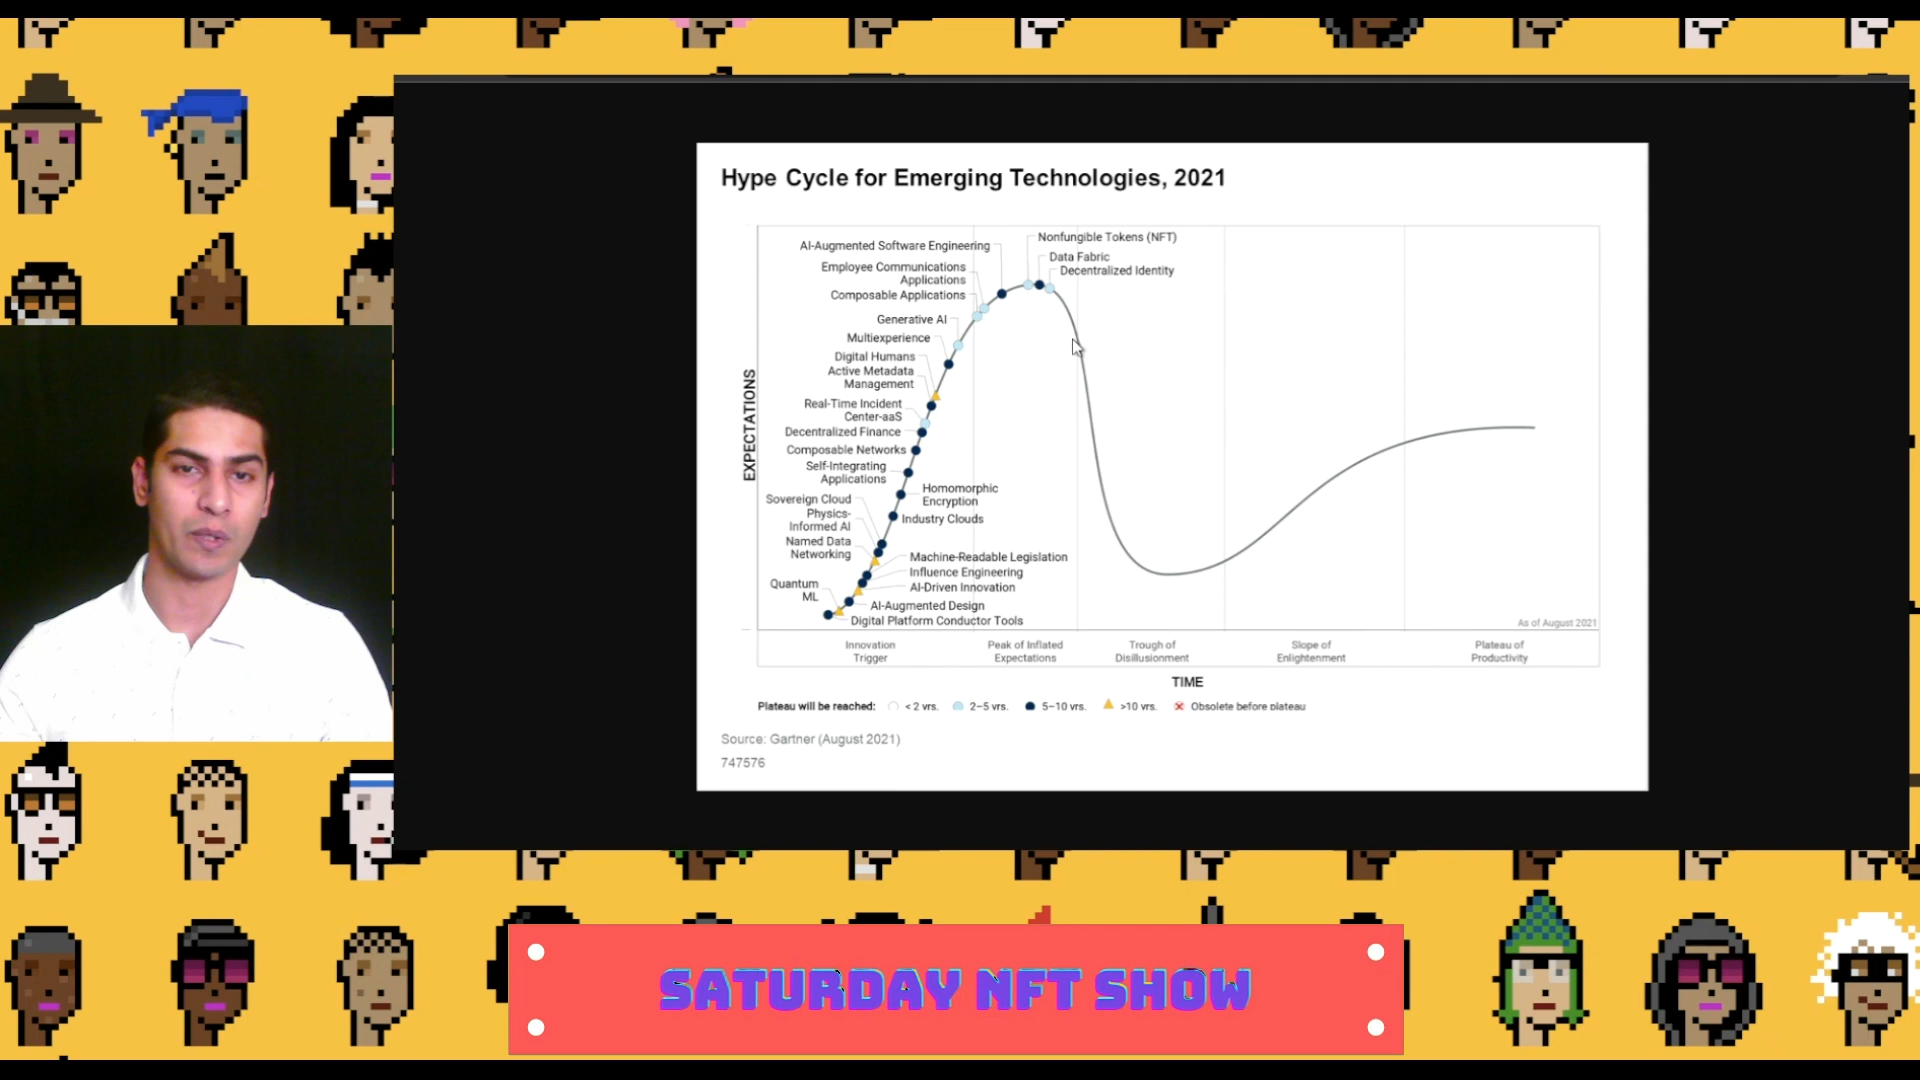 Hype Cycle for Emerging Technologies, 2021
Nonfungible Tokens (NFT)
AI-Augmented Software Engineering
Data Fabric
Employee Communications
Applications
Decentralized Identity
Composable Applications
Generative AI
Multiexperience
Digital Humans
Active Metadata
Management
Real-Time Incident
Center-aaS
Decentralized Finance
Composable Networks
Self-Integrating
Applications
Homomorphic
Encryption
Sovereign Cloud
Physics-
Informed AI
Industry Clouds
Named Data
Networking
Machine-Readable Legislation
Influence Engineering
Quantum
ML
AI-Driven Innovation
AI-Augmented Design
Digital Platform Conductor Tools
EXPECTATIONS
As of August 2021
Innovation
Trigger
Peak of Inflated
Expectations
Trough of
Disillusionment
Slope of
Enlightenment
Plateau of
Productivity
TIME
Plateau will be reached: < 2 yrs. 2–5 yrs. 5–10 yrs. >10 yrs. Obsolete before plateau
Source: Gartner (August 2021)
747576
SATURDAY NFT SHOW